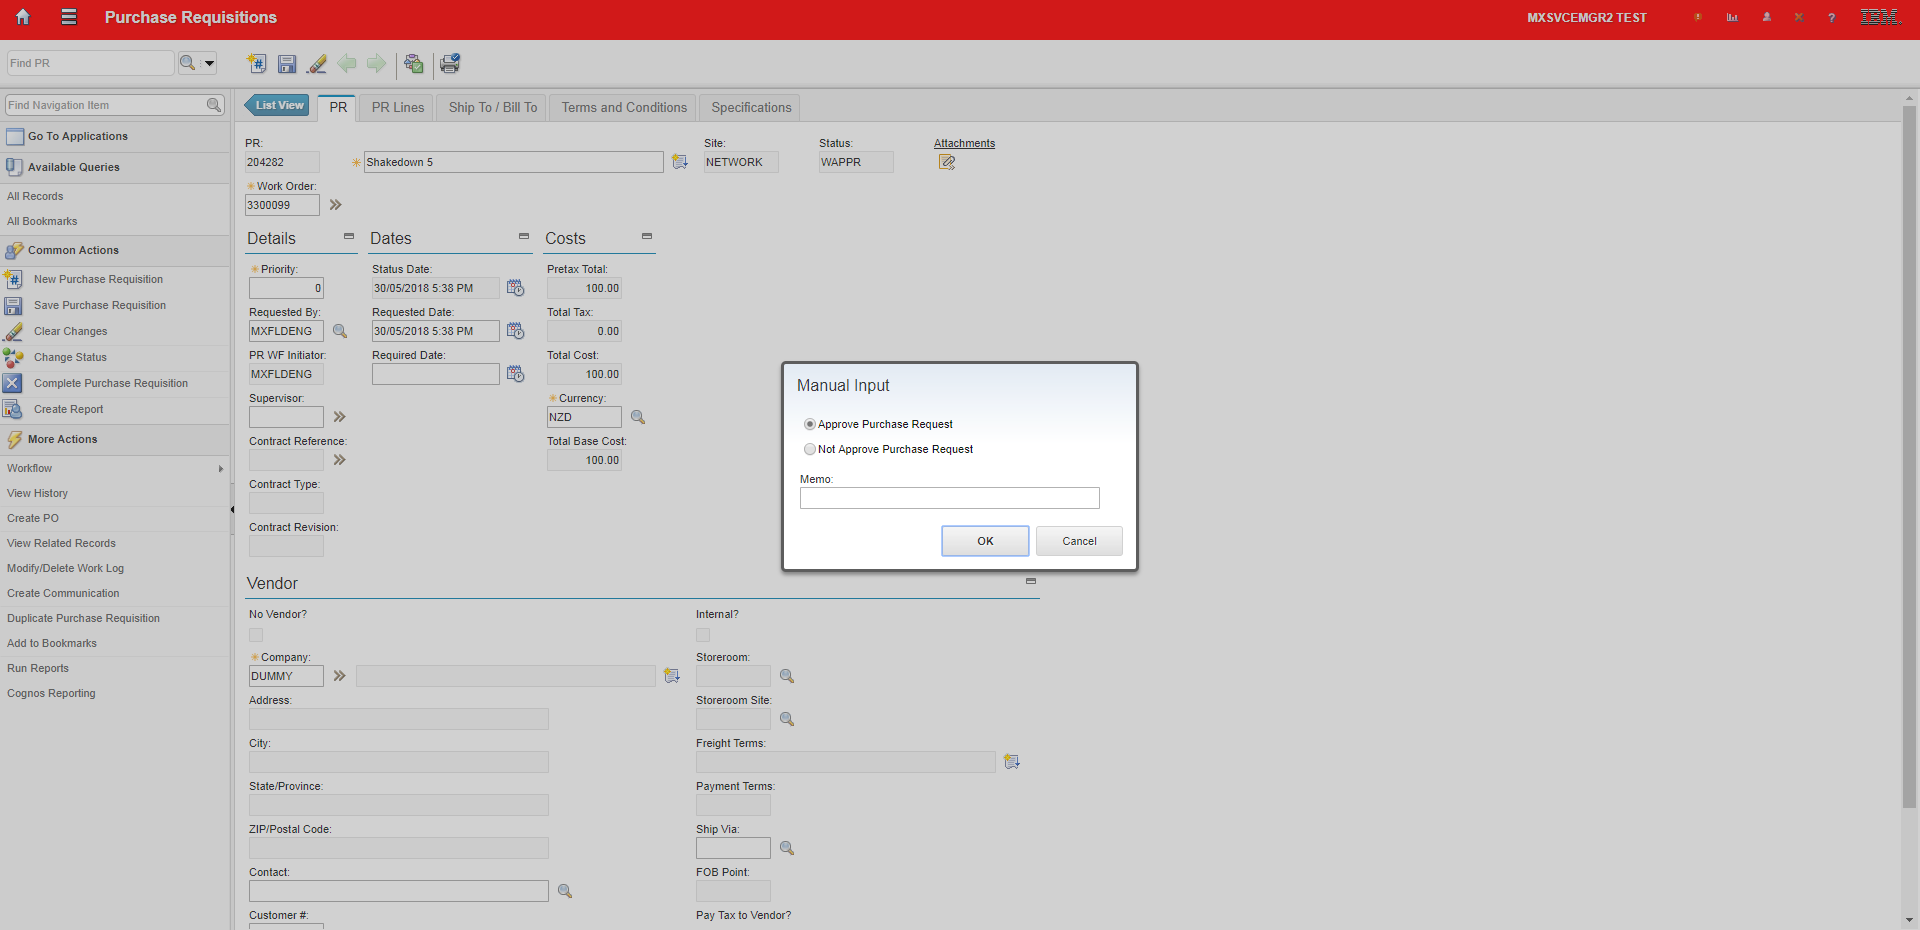 Purchase Requisitions
MXSVCEMGR2 TEST
?
IBM.
Find PR
Find Navigation Item
Go To Applications
Available Queries
All Records
All Bookmarks
Common Actions
New Purchase Requisition
Save Purchase Requisition
Clear Changes
Change Status
Complete Purchase Requisition
Create Report
More Actions
Workflow
View History
Create PO
View Related Records
Modify/Delete Work Log
Create Communication
Duplicate Purchase Requisition
Add to Bookmarks
Run Reports
Cognos Reporting
List View
PR
PR Lines
Ship To / Bill To
Terms and Conditions
Specifications
PR:
204282
Shakedown 5
Site:
NETWORK
Status:
WAPPR
Attachments
Work Order:
3300099
Details
Priority:
0
Requested By:
MXFLDENG
PR WF Initiator:
MXFLDENG
Supervisor:
Contract Reference:
Contract Type:
Contract Revision:
Dates
Status Date:
30/05/2018 5:38 PM
Requested Date:
30/05/2018 5:38 PM
Required Date:
Costs
Pretax Total:
100.00
Total Tax:
0.00
Total Cost:
100.00
Currency:
NZD
Total Base Cost:
100.00
Manual Input
Approve Purchase Request
Not Approve Purchase Request
Memo:
OK
Cancel
Vendor
No Vendor?
Company:
DUMMY
Address:
City:
State/Province:
ZIP/Postal Code:
Contact:
Customer #:
Internal?
Storeroom:
Storeroom Site:
Freight Terms:
Payment Terms:
Ship Via:
FOB Point:
Pay Tax to Vendor?